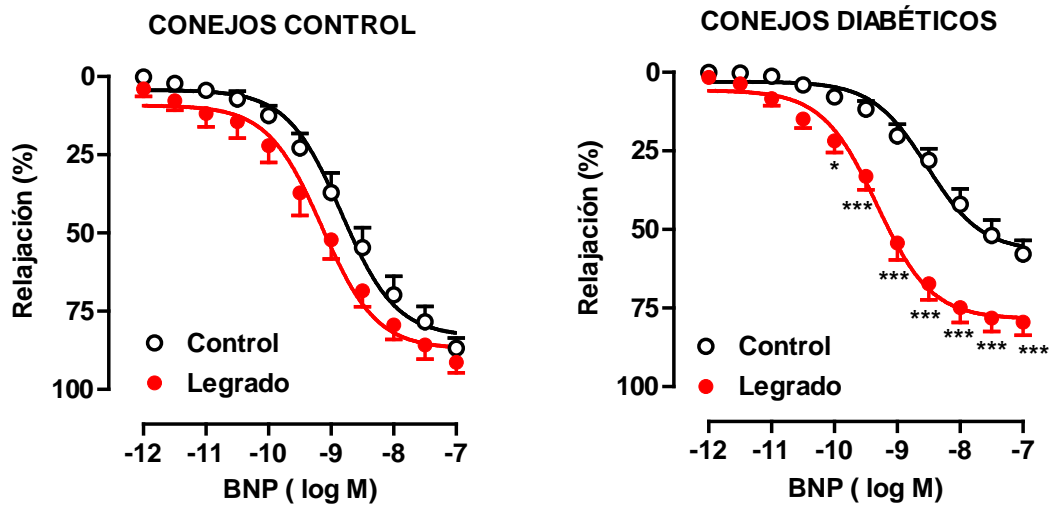 CONEJOS CONTROL
Relajación (%)
0
25
50
75
100
Control
Legrado
-12 -11 -10 -9 -8 -7
BNP ( log M)
CONEJOS DIABÉTICOS
Relajación (%)
0
25
50
75
100
*
***
***
***
***
***
***
Control
Legrado
-12 -11 -10 -9 -8 -7
BNP ( log M)